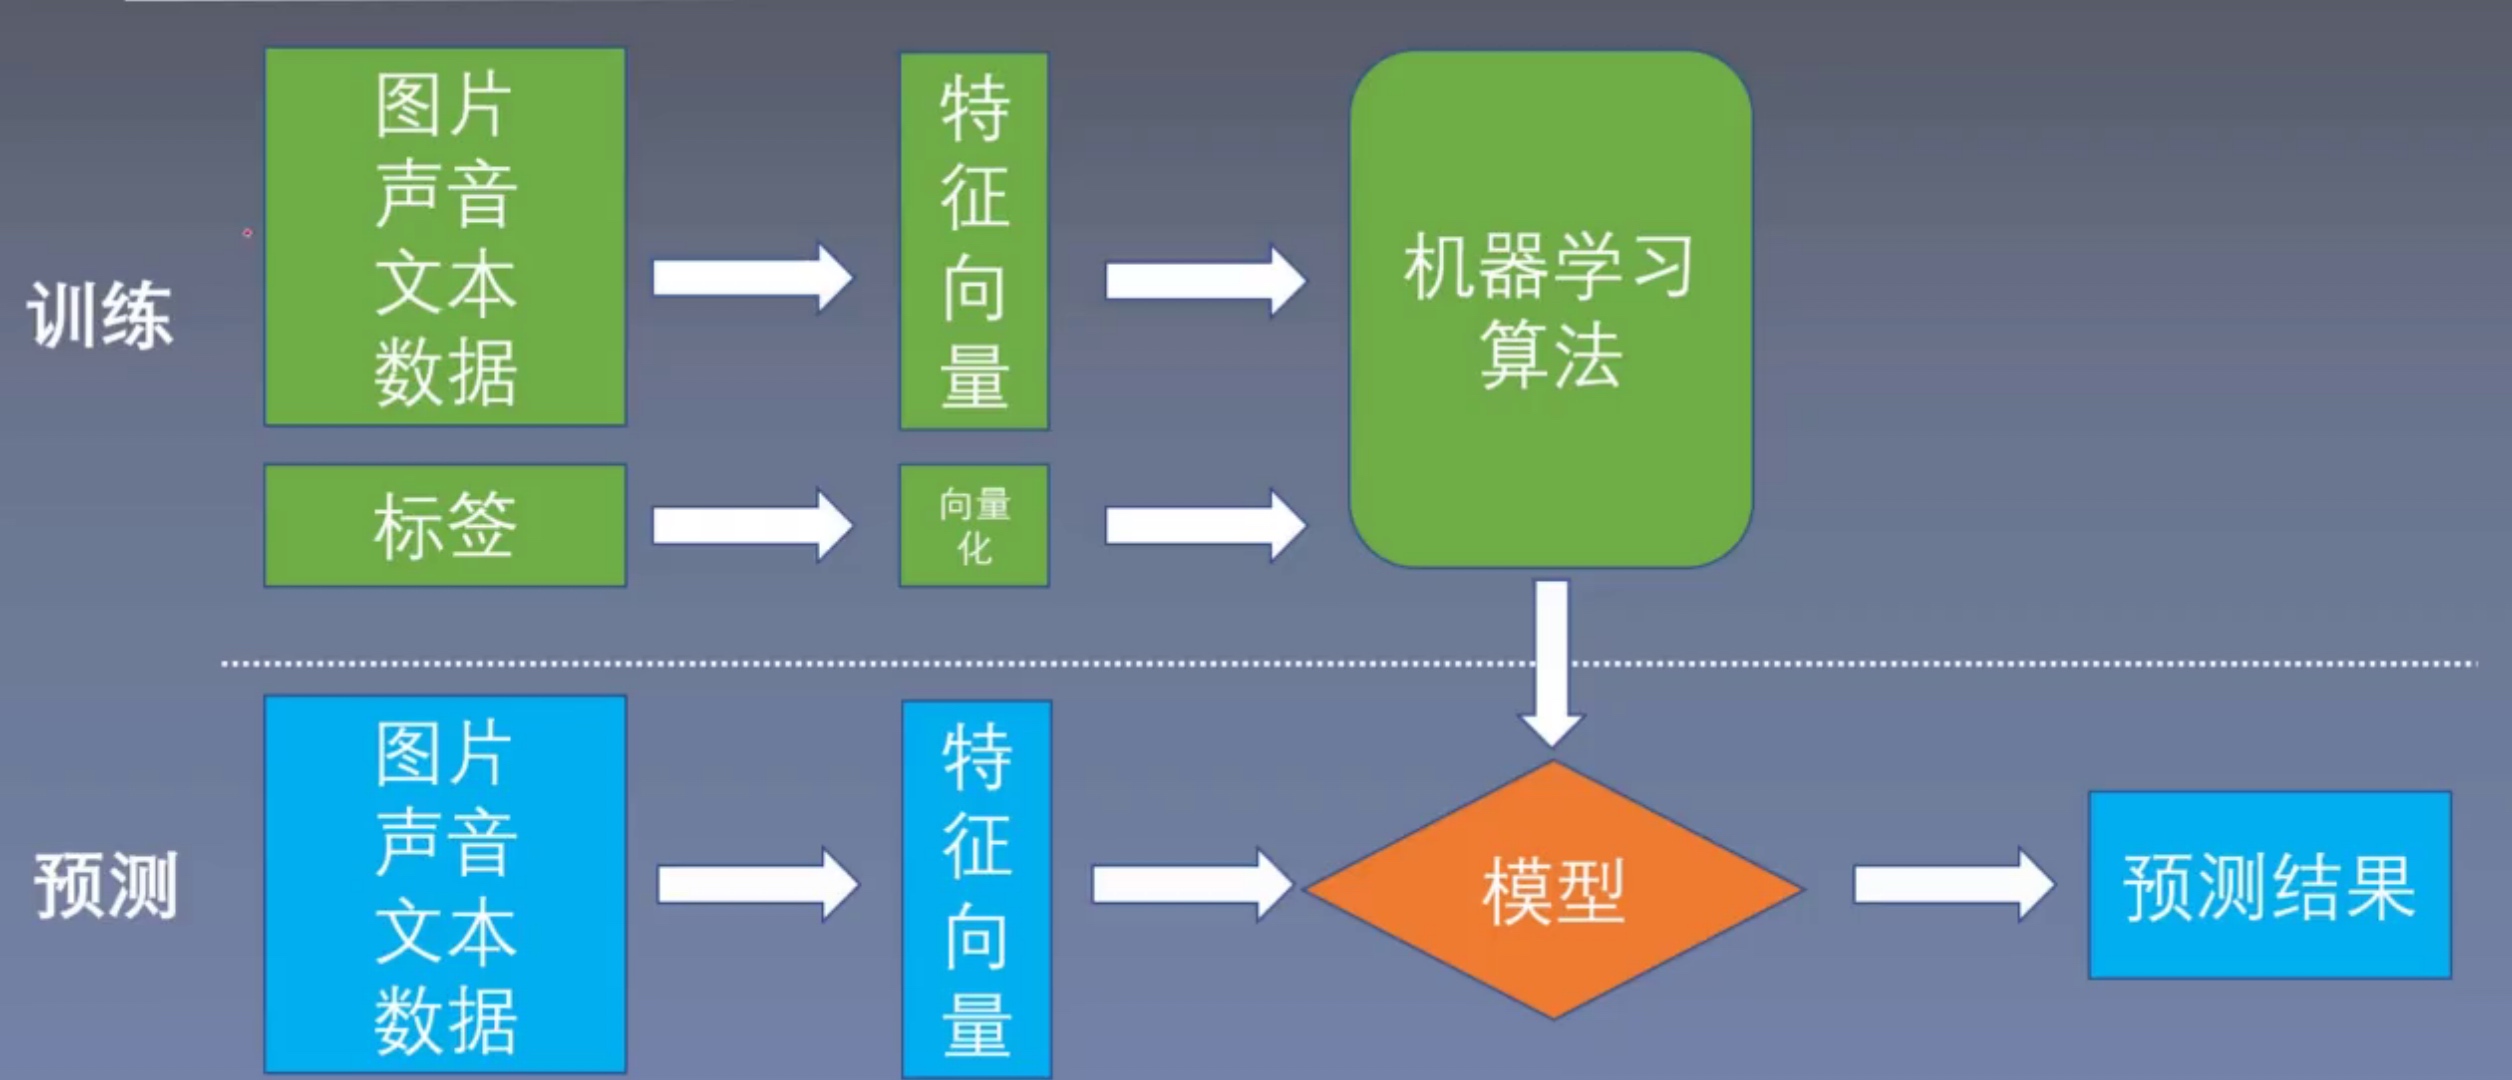 训练
图片
声音
文本
数据
特
征
向
量
机器学习
算法
标签
向量
化
预测
图片
声音
文本
数据
特
征
向
量
模型
预测结果